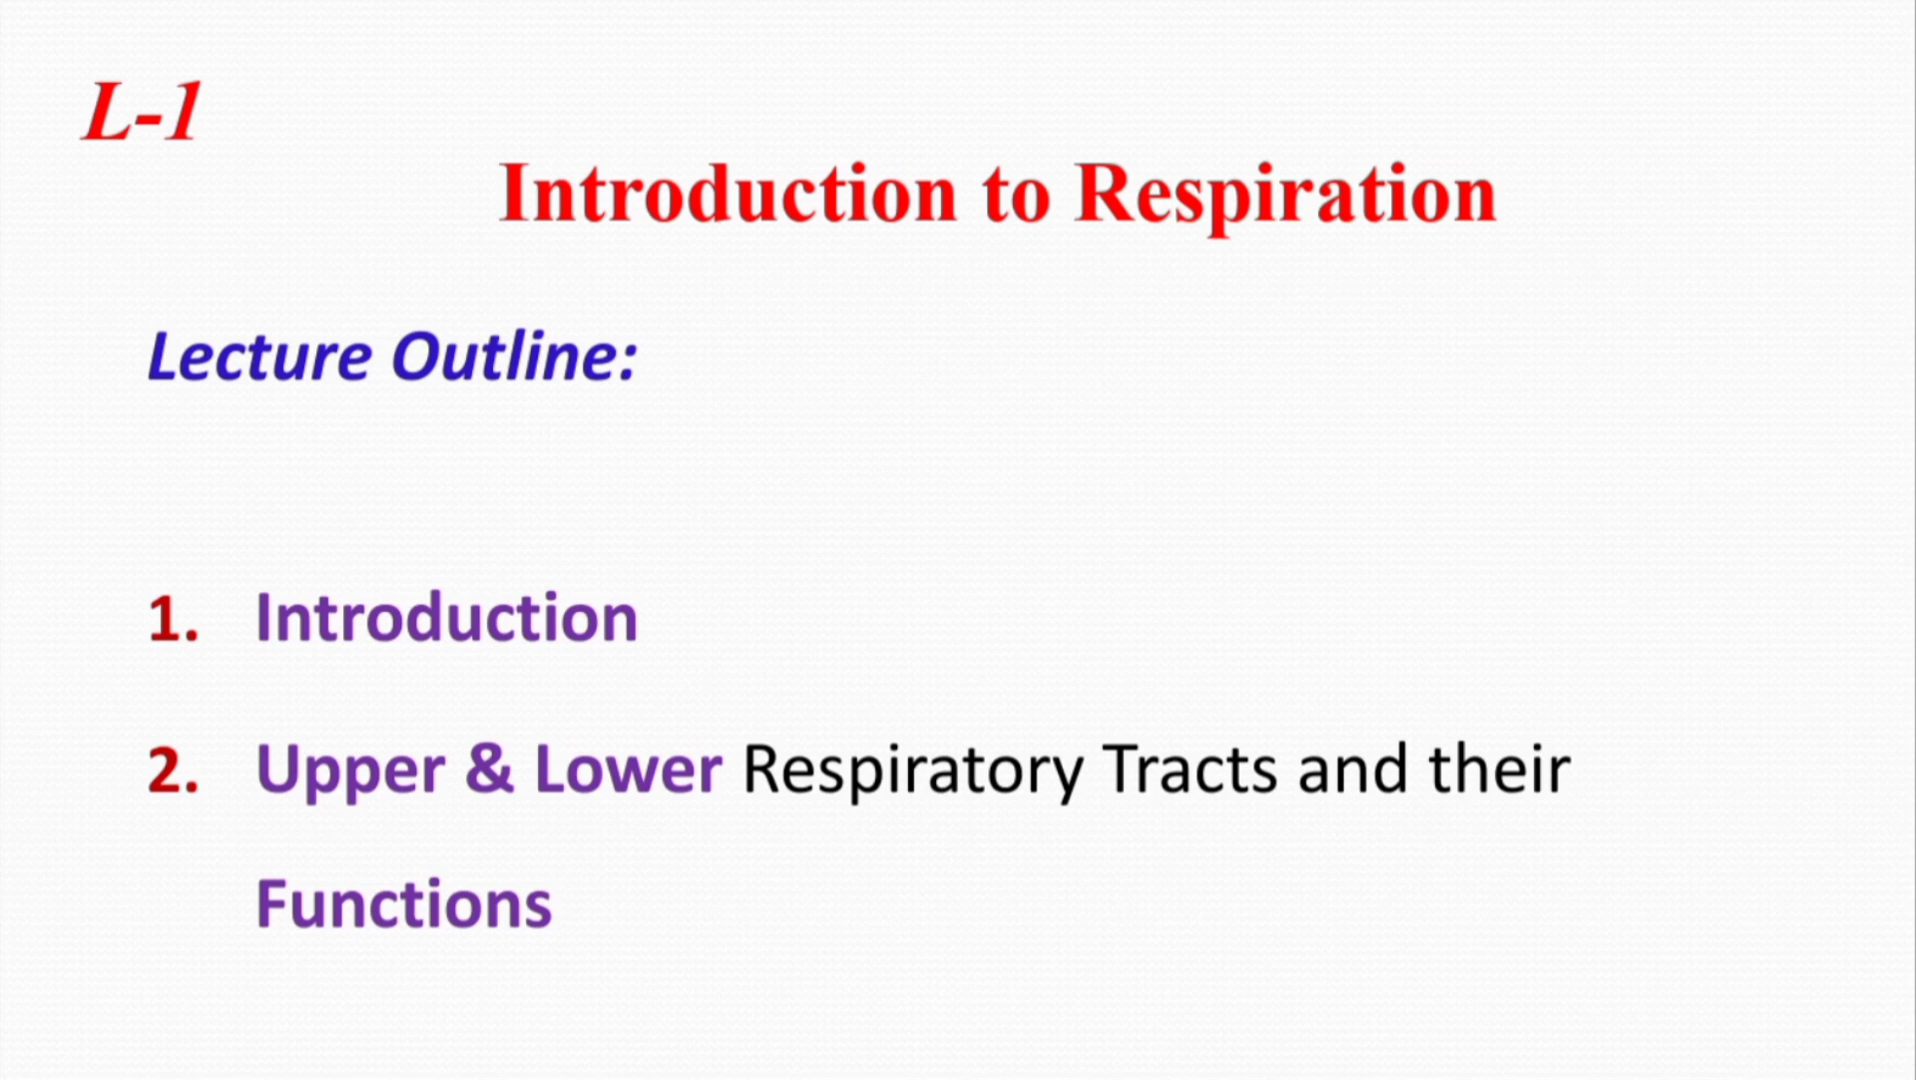 L-1
Introduction to Respiration
Lecture Outline:
1. Introduction
2. Upper & Lower Respiratory Tracts and their
Functions